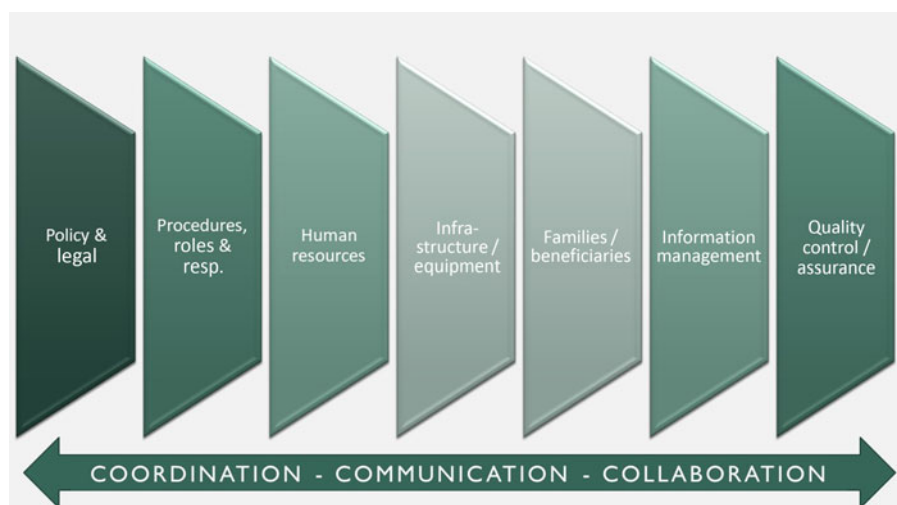 Policy &
legal
Procedures,
roles &
resp.
Human
resources
Infra-
structure /
equipment
Families /
beneficiaries
Information
management
Quality
control /
assurance
COORDINATION - COMMUNICATION - COLLABORATION